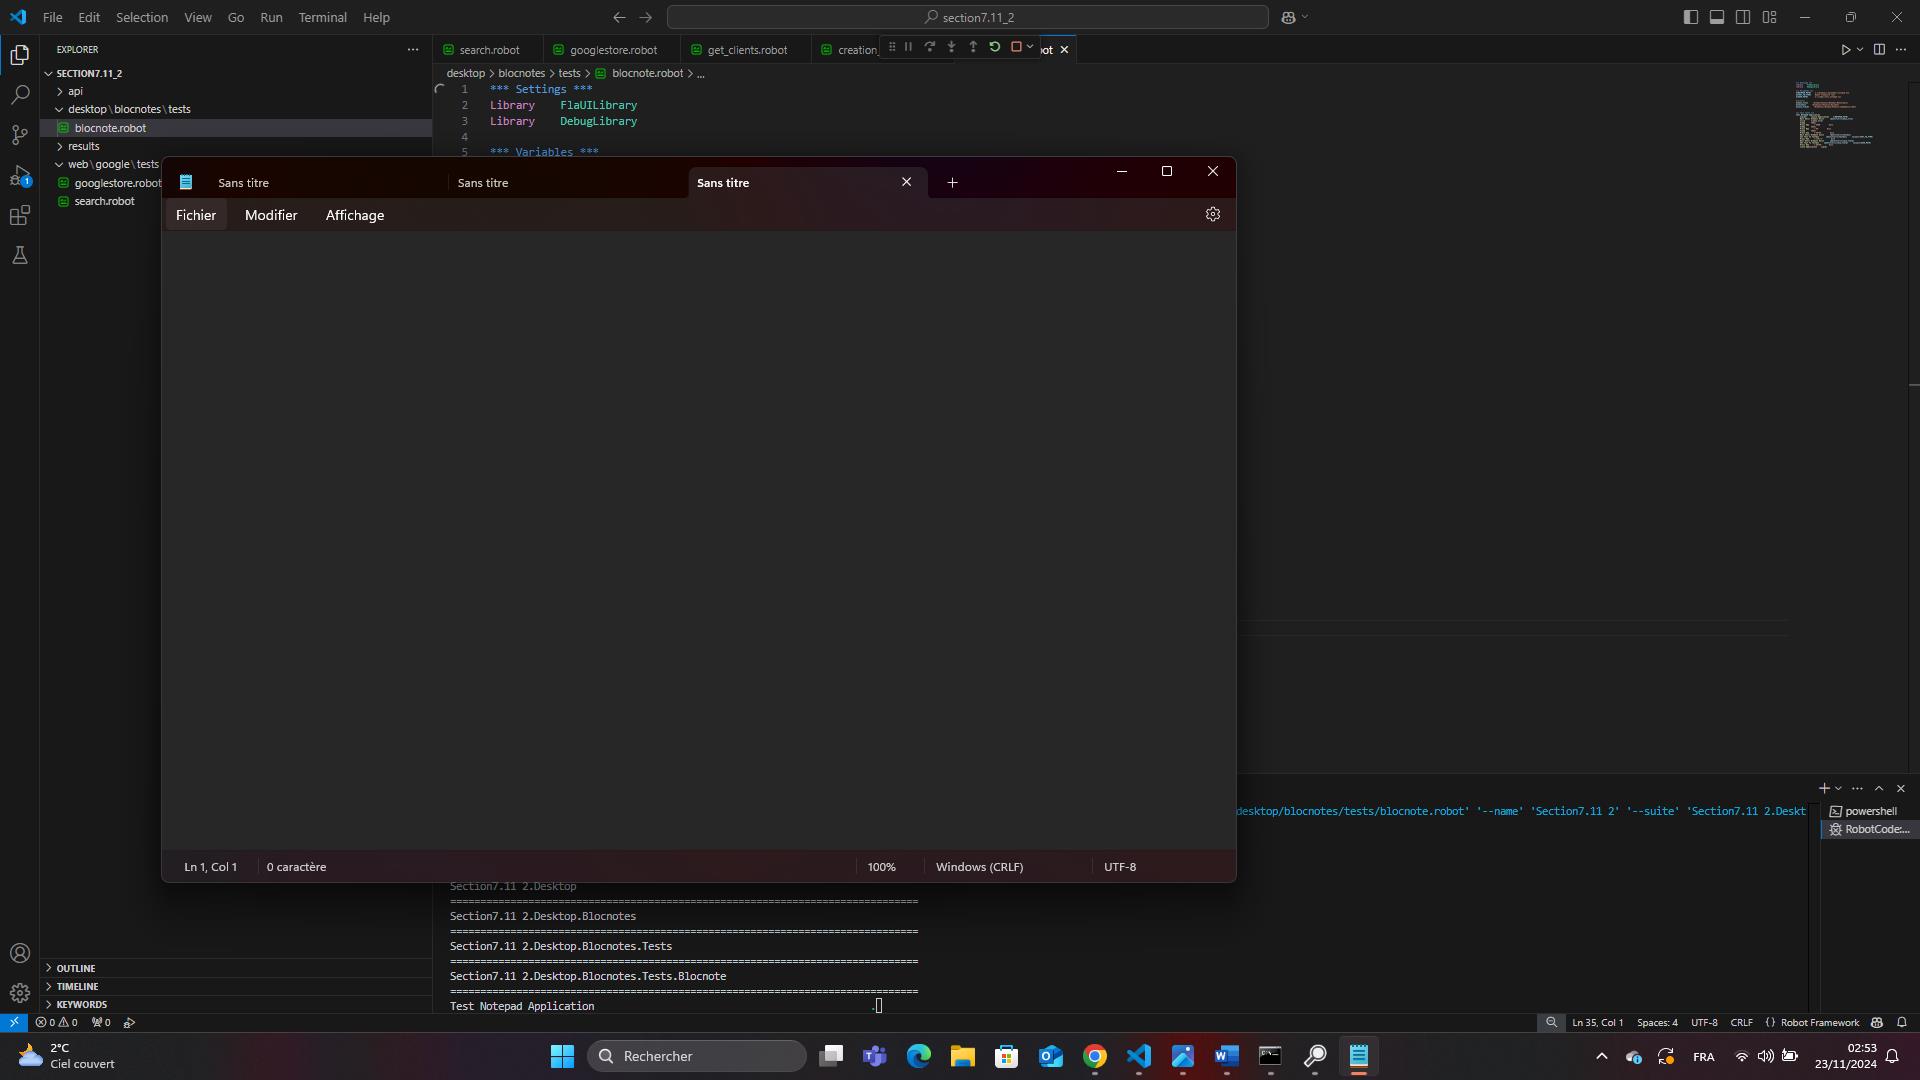 File Edit Selection View Go Run Terminal Help
section7.11_2
EXPLORER
search.robot
googlestore.robot
get_clients.robot
creation_
ot
SECTION7.11_2
desktop > blocnotes > tests > blocnote.robot > ...
api
desktop\blocnotes\tests
blocnote.robot
results
web\google\tests
googlestore.robot
search.robot
1
1 *** Settings ***
2 Library FlaUILibrary
3 Library DebugLibrary
4
5 *** Variables ***
Sans titre
Sans titre
Sans titre
Fichier Modifier Affichage
Ln 1, Col 1
0 caractère
100%
Windows (CRLF)
UTF-8
desktop/blocnotes/tests/blocnote.robot' '--name' 'Section7.11 2' '--suite' 'Section7.11 2.Deskt
powershell
RobotCode:...
Section7.11 2.Desktop
==============================================================================
Section7.11 2.Desktop.Blocnotes
==============================================================================
Section7.11 2.Desktop.Blocnotes.Tests
==============================================================================
Section7.11 2.Desktop.Blocnotes.Tests.Blocnote
==============================================================================
Test Notepad Application .
OUTLINE
TIMELINE
KEYWORDS
0 0 0
Ln 35, Col 1 Spaces: 4 UTF-8 CRLF {} Robot Framework
2°C
Ciel couvert
Rechercher
FRA
02:53
23/11/2024